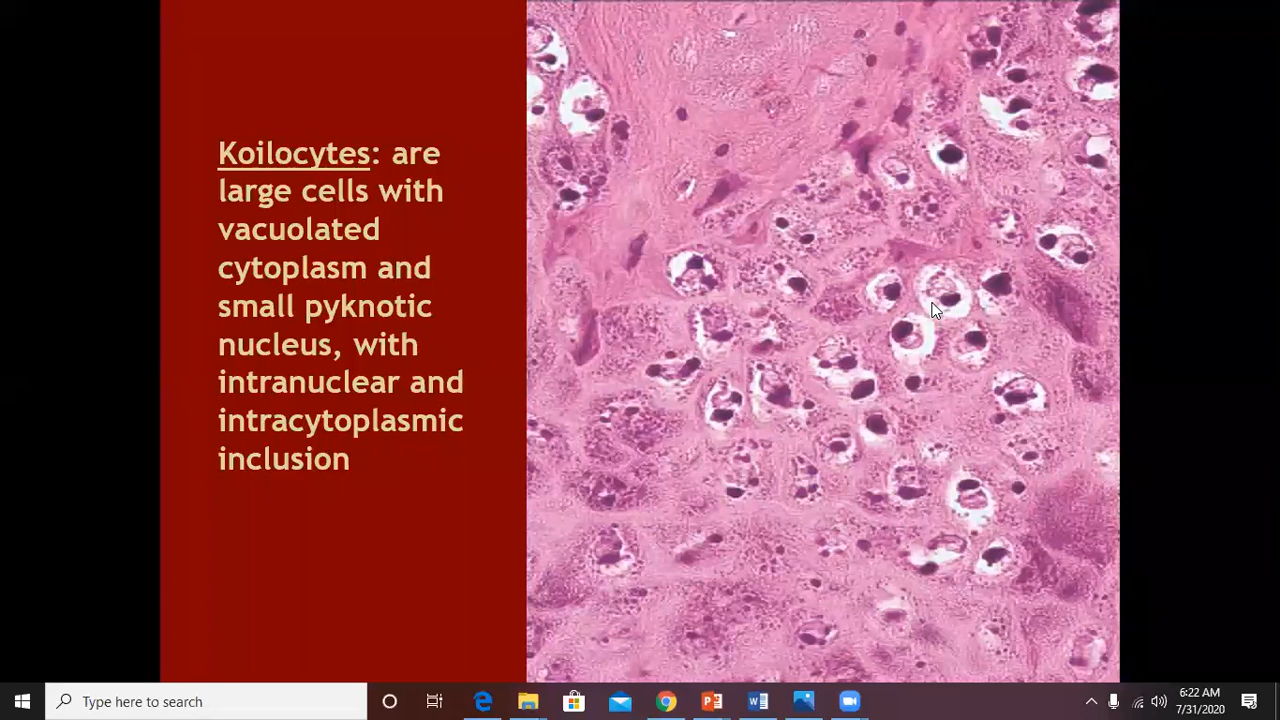 Koilocytes: are
large cells with
vacuolated
cytoplasm and
small pyknotic
nucleus, with
intranuclear and
intracytoplasmic
inclusion
Type here to search
6:22 AM
7/31/2020